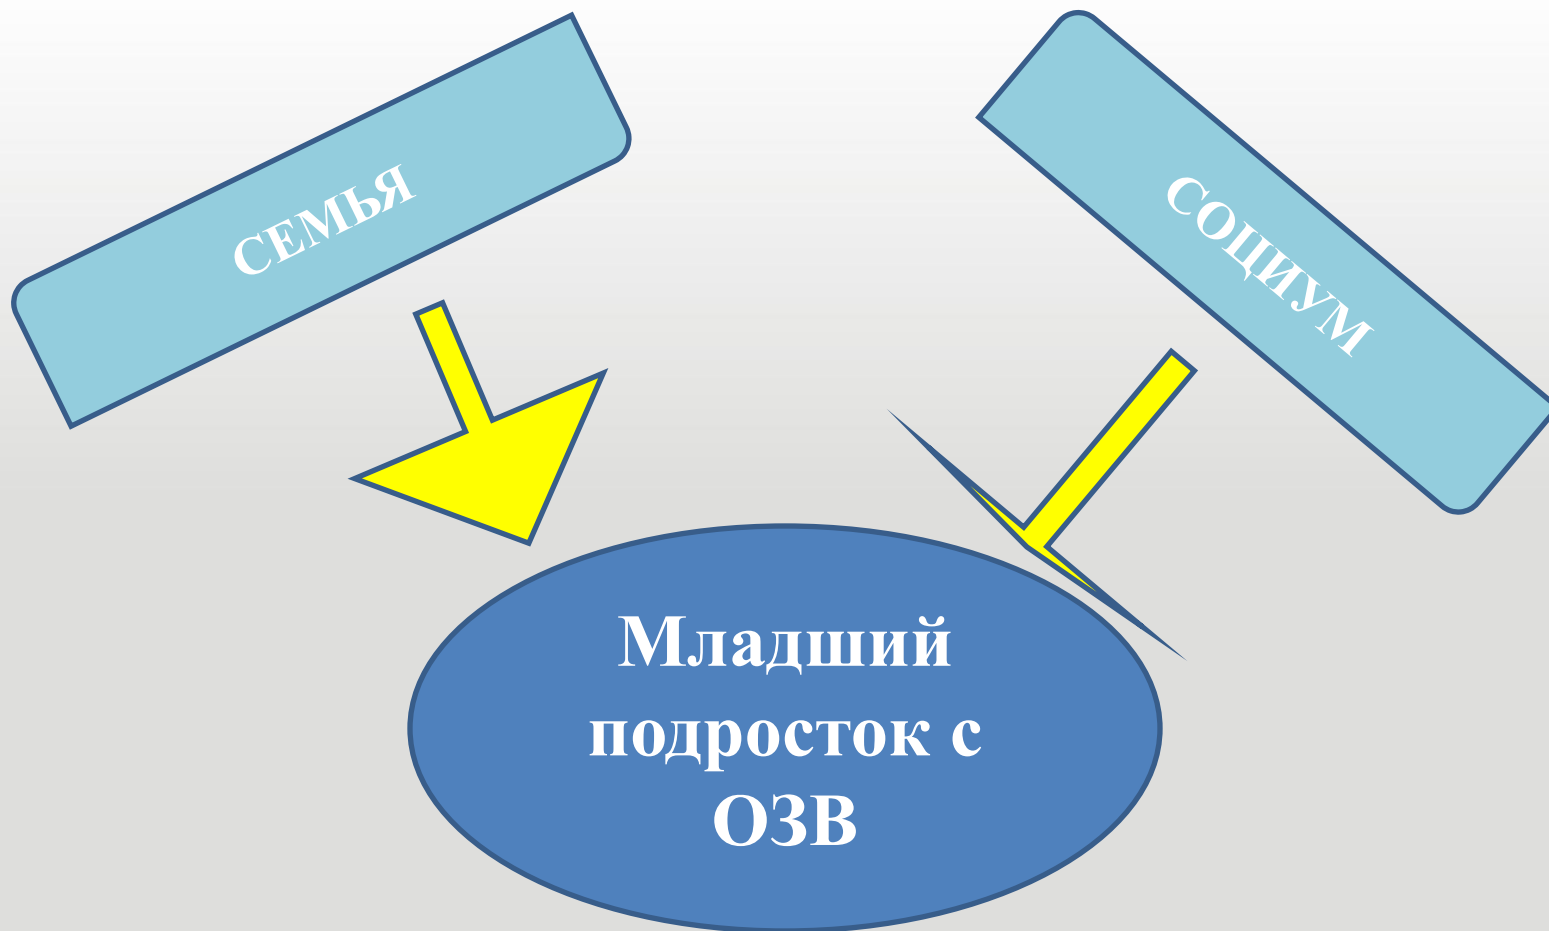 СЕМЬЯ
СОЦИУМ
Младший
подросток с
ОЗВ